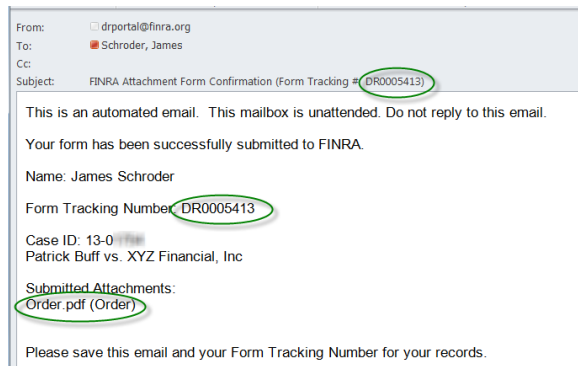 From: drportal@finra.org
To: Schroder, James
Cc:
Subject: FINRA Attachment Form Confirmation (Form Tracking # DR0005413)
This is an automated email. This mailbox is unattended. Do not reply to this email.
Your form has been successfully submitted to FINRA.
Name: James Schroder
Form Tracking Number: DR0005413
Case ID: 13-0
Patrick Buff vs. XYZ Financial, Inc
Submitted Attachments:
Order.pdf (Order)
Please save this email and your Form Tracking Number for your records.